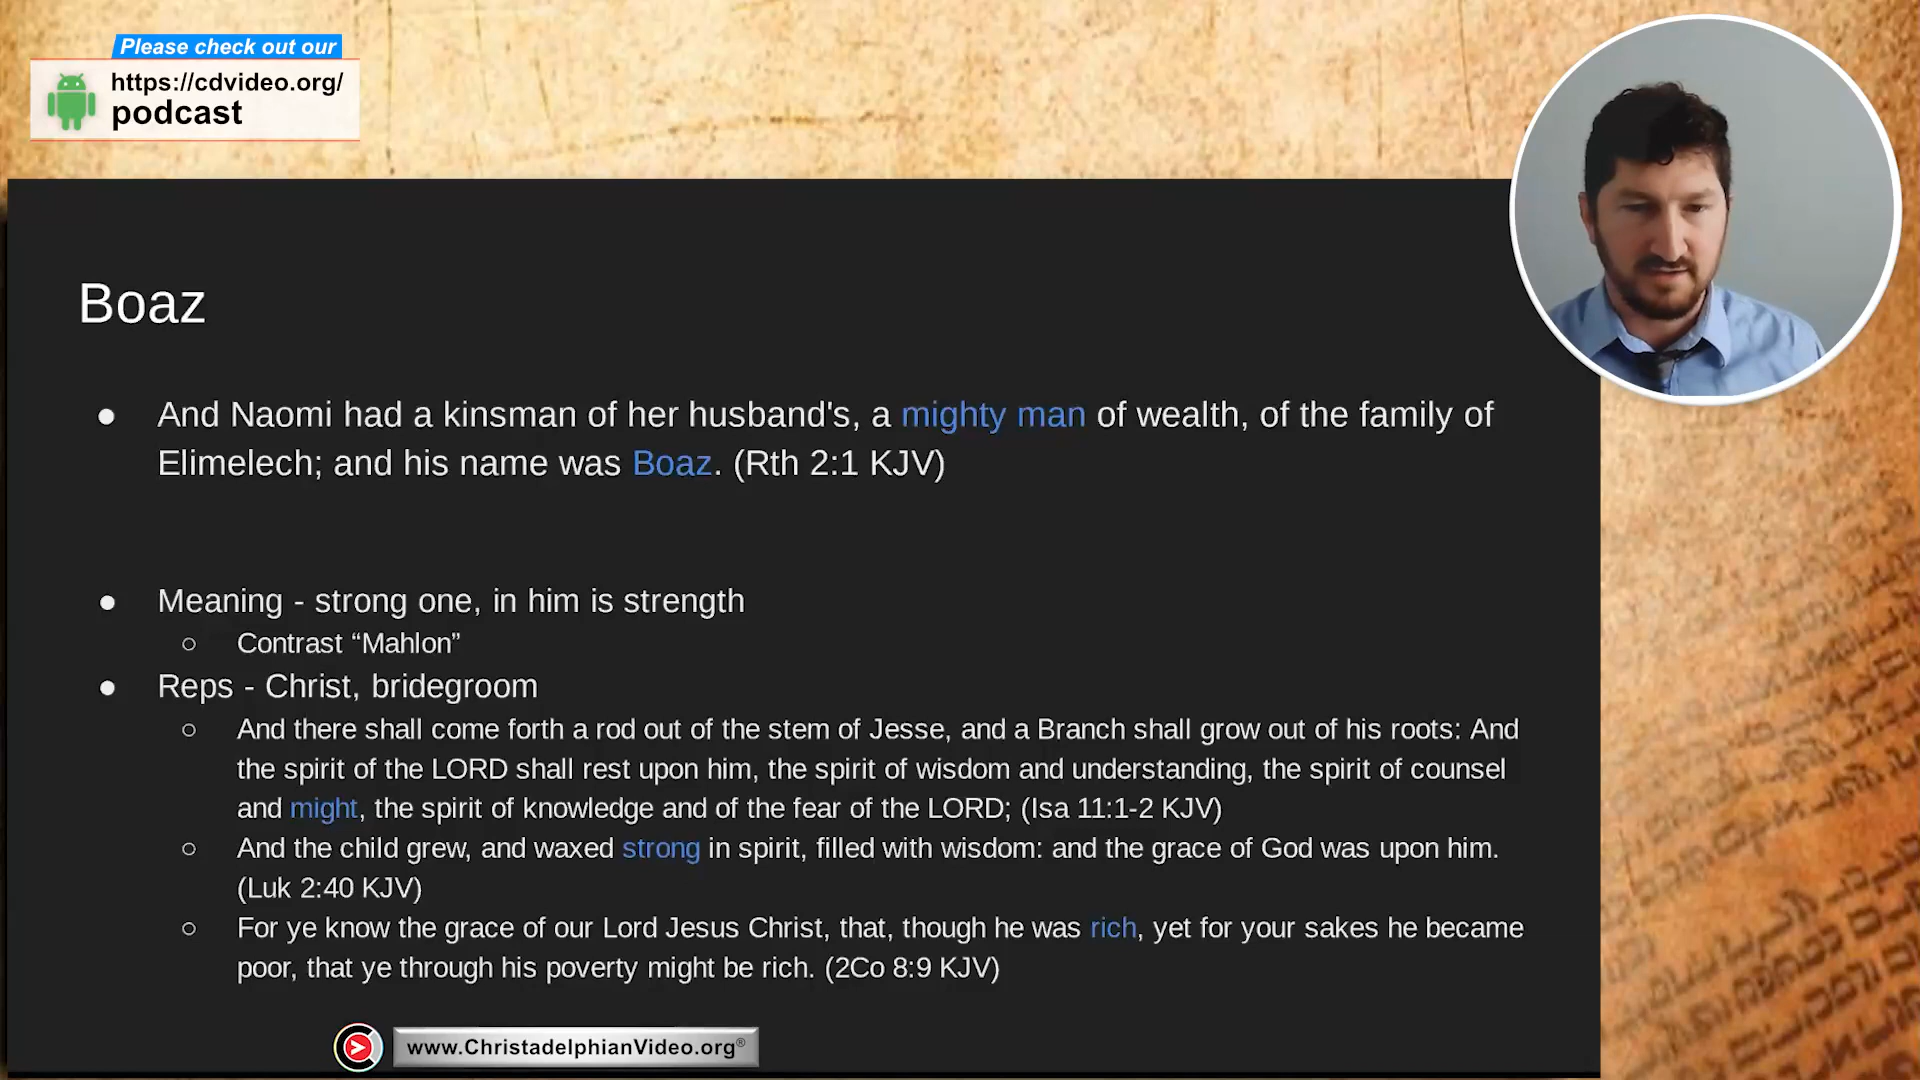 Please check out our
https://cdvideo.org/
podcast
Boaz
● And Naomi had a kinsman of her husband's, a mighty man of wealth, of the family of
Elimelech; and his name was Boaz. (Rth 2:1 KJV)
● Meaning - strong one, in him is strength
○ Contrast “Mahlon”
● Reps - Christ, bridegroom
○ And there shall come forth a rod out of the stem of Jesse, and a Branch shall grow out of his roots: And
the spirit of the LORD shall rest upon him, the spirit of wisdom and understanding, the spirit of counsel
and might, the spirit of knowledge and of the fear of the LORD; (Isa 11:1-2 KJV)
○ And the child grew, and waxed strong in spirit, filled with wisdom: and the grace of God was upon him.
(Luk 2:40 KJV)
○ For ye know the grace of our Lord Jesus Christ, that, though he was rich, yet for your sakes he became
poor, that ye through his poverty might be rich. (2Co 8:9 KJV)
www.ChristadelphianVideo.org®